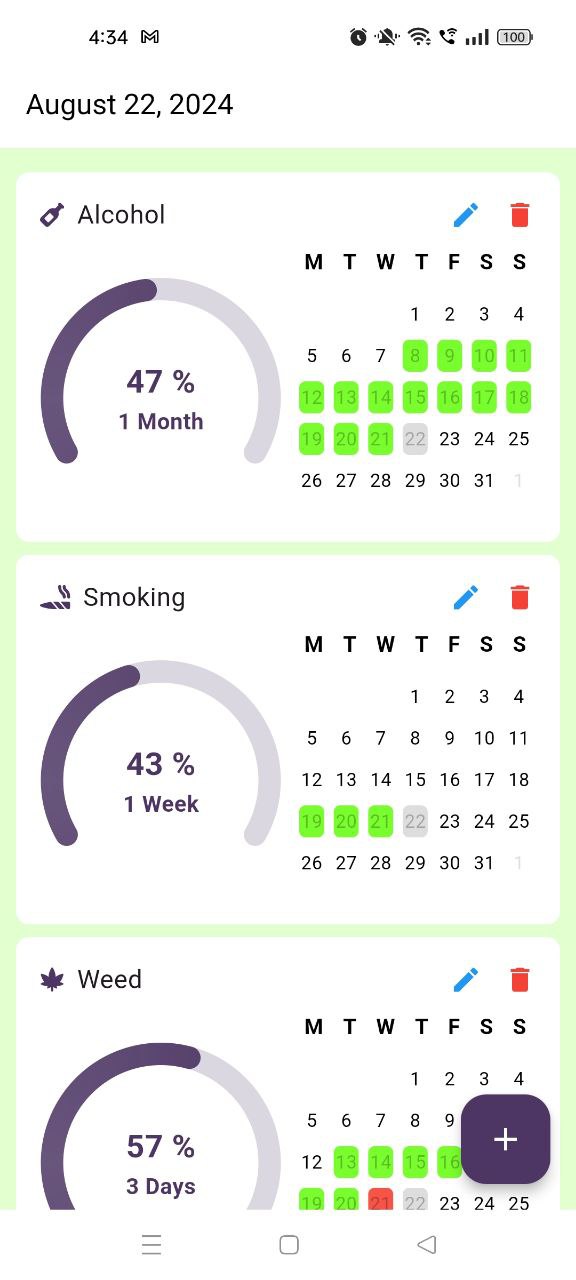 4:34 100
August 22, 2024
Alcohol
M T W T F S S
1 2 3 4
5 6 7 8 9 10 11
12 13 14 15 16 17 18
19 20 21 22 23 24 25
26 27 28 29 30 31 1
47 %
1 Month
Smoking
M T W T F S S
1 2 3 4
5 6 7 8 9 10 11
12 13 14 15 16 17 18
19 20 21 22 23 24 25
26 27 28 29 30 31 1
43 %
1 Week
Weed
M T W T F S S
1 2 3 4
5 6 7 8 9
12 13 14 15 16
19 20 21 22 23 24 25
57 %
3 Days
+